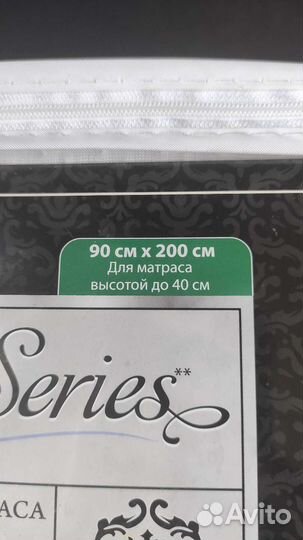 90 см x 200 см
Для матраса
высотой до 40 см
Series**
АСА
Avito